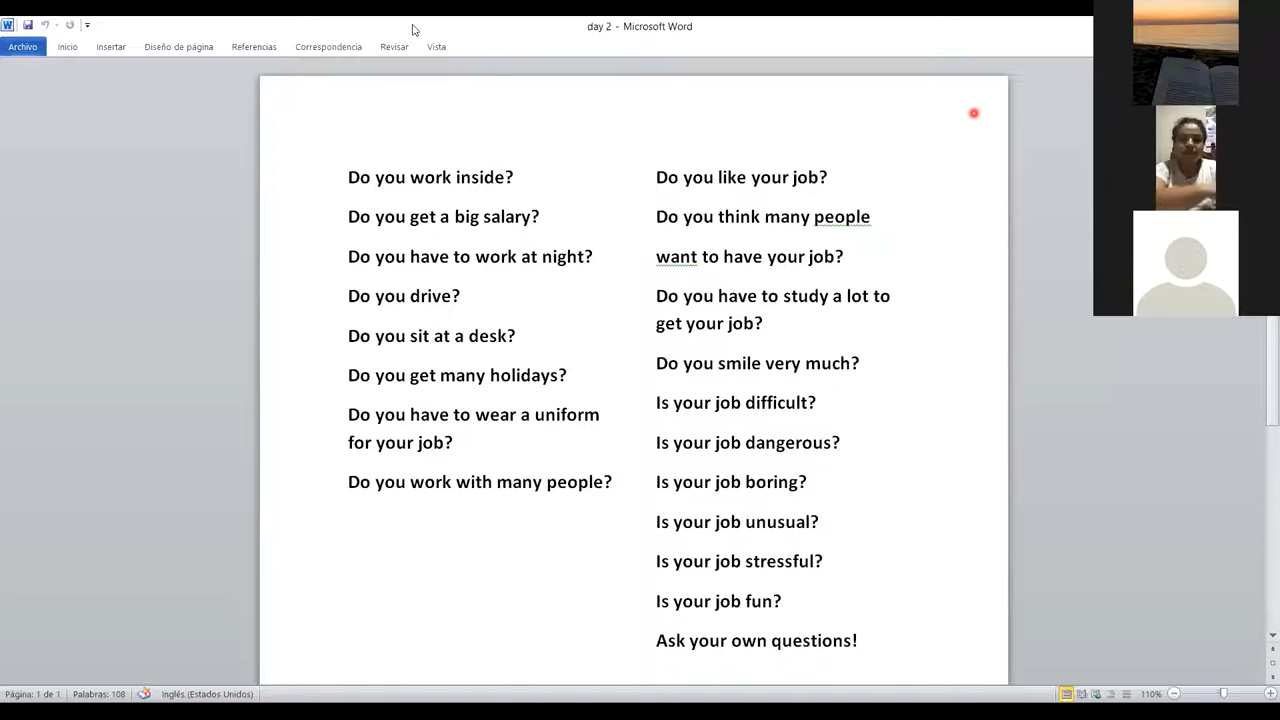 day 2 - Microsoft Word
Archivo Inicio Insertar Diseño de página Referencias Correspondencia Revisar Vista
Do you work inside?
Do you get a big salary?
Do you have to work at night?
Do you drive?
Do you sit at a desk?
Do you get many holidays?
Do you have to wear a uniform
for your job?
Do you work with many people?
Do you like your job?
Do you think many people
want to have your job?
Do you have to study a lot to
get your job?
Do you smile very much?
Is your job difficult?
Is your job dangerous?
Is your job boring?
Is your job unusual?
Is your job stressful?
Is your job fun?
Ask your own questions!
Página: 1 de 1 Palabras: 108 Inglés (Estados Unidos) 110%